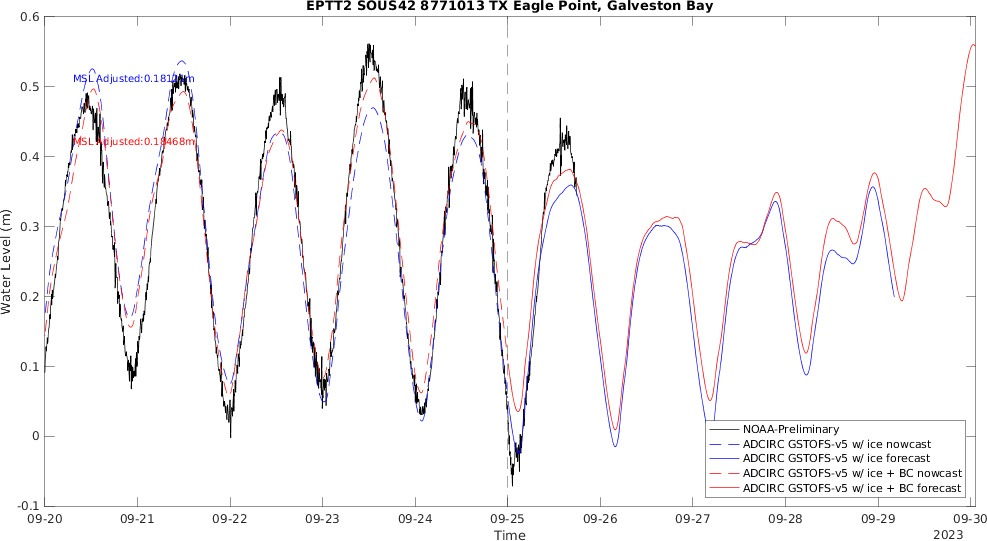 EPTT2 SOUS42 8771013 TX Eagle Point, Galveston Bay
0.6
0.5
0.4
0.3
0.2
0.1
0
-0.1
Water Level (m)
MSL Adjusted:0.18468m
NOAA-Preliminary
ADCIRC GSTOFS-v5 w/ ice nowcast
ADCIRC GSTOFS-v5 w/ ice forecast
ADCIRC GSTOFS-v5 w/ ice + BC nowcast
ADCIRC GSTOFS-v5 w/ ice + BC forecast
09-20 09-21 09-22 09-23 09-24 09-25 09-26 09-27 09-28 09-29 09-30
Time
2023